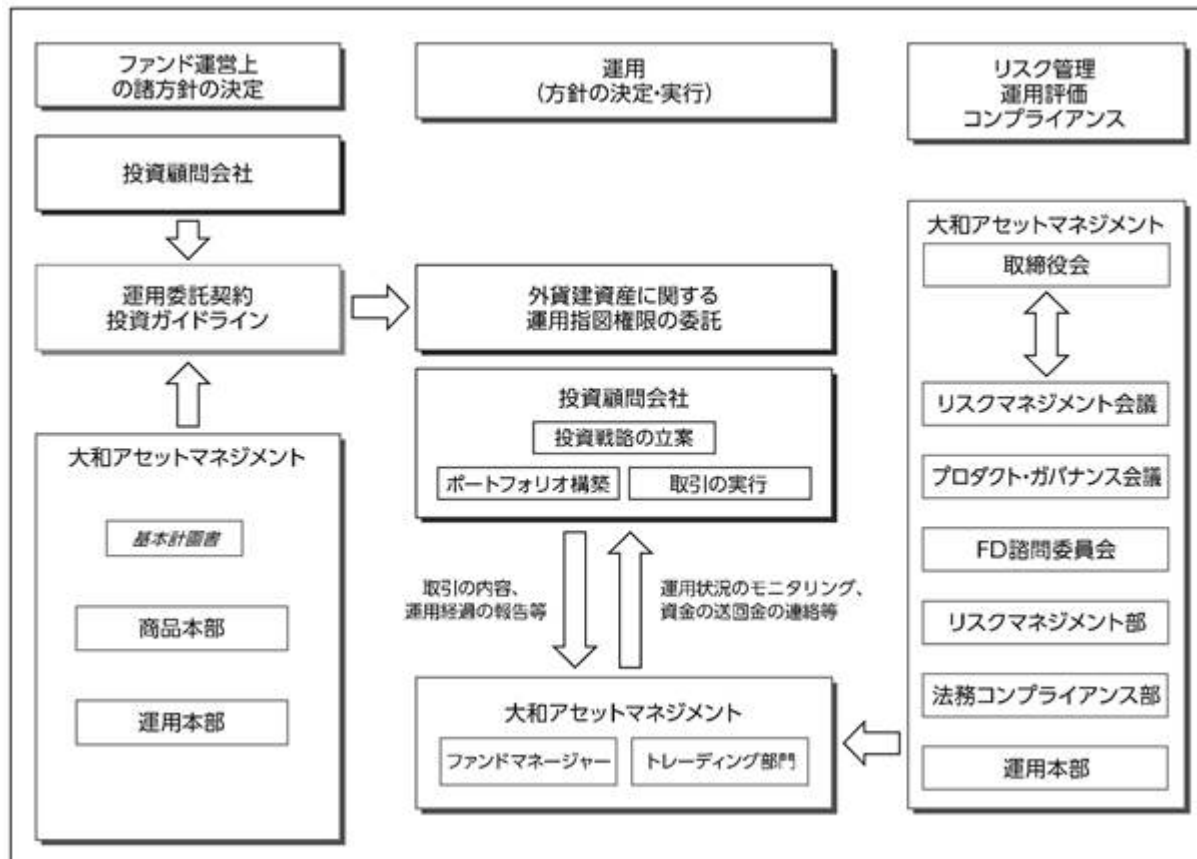 ファンド運営上
の諸方針の決定
運用
(方針の決定・実行)
リスク管理
運用評価
コンプライアンス
投資顧問会社
運用委託契約
投資ガイドライン
外貨建資産に関する
運用指図権限の委託
大和アセットマネジメント
基本計画書
商品本部
運用本部
投資顧問会社
投資戦略の立案
ポートフォリオ構築
取引の実行
取引の内容、
運用経過の報告等
運用状況のモニタリング、
資金の送回金の連絡等
大和アセットマネジメント
ファンドマネージャー
トレーディング部門
大和アセットマネジメント
取締役会
リスクマネジメント会議
プロダクト・ガバナンス会議
FD諮問委員会
リスクマネジメント部
法務コンプライアンス部
運用本部